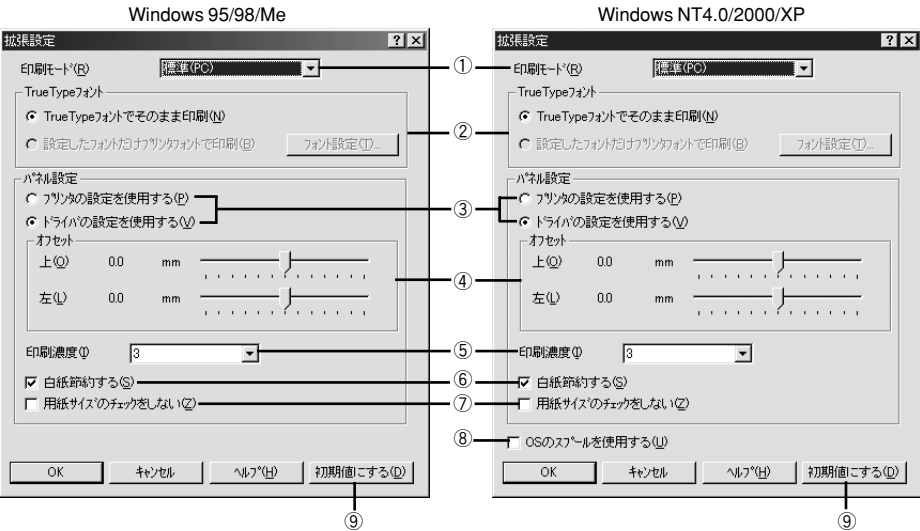 Windows 95/98/Me
拡張設定
印刷モード(R)
標準(PC)
TrueTypeフォント
TrueTypeフォントでそのまま印刷(N)
設定したフォントだけプリンタフォントで印刷(B)
フォント設定(T)...
パネル設定
プリンタの設定を使用する(P)
ドライバの設定を使用する(V)
オフセット
上(O) 0.0 mm
左(L) 0.0 mm
印刷濃度(I) 3
白紙節約する(S)
用紙サイズのチェックをしない(Z)
OK キャンセル ヘルプ(H) 初期値にする(D)
①
②
③
④
⑤
⑥
⑦
⑧
⑨
Windows NT4.0/2000/XP
拡張設定
印刷モード(R)
標準(PC)
TrueTypeフォント
TrueTypeフォントでそのまま印刷(N)
設定したフォントだけプリンタフォントで印刷(B)
フォント設定(T)...
パネル設定
プリンタの設定を使用する(P)
ドライバの設定を使用する(V)
オフセット
上(O) 0.0 mm
左(L) 0.0 mm
印刷濃度(I) 3
白紙節約する(S)
用紙サイズのチェックをしない(Z)
OSのスプールを使用する(U)
OK キャンセル ヘルプ(H) 初期値にする(D)
⑨